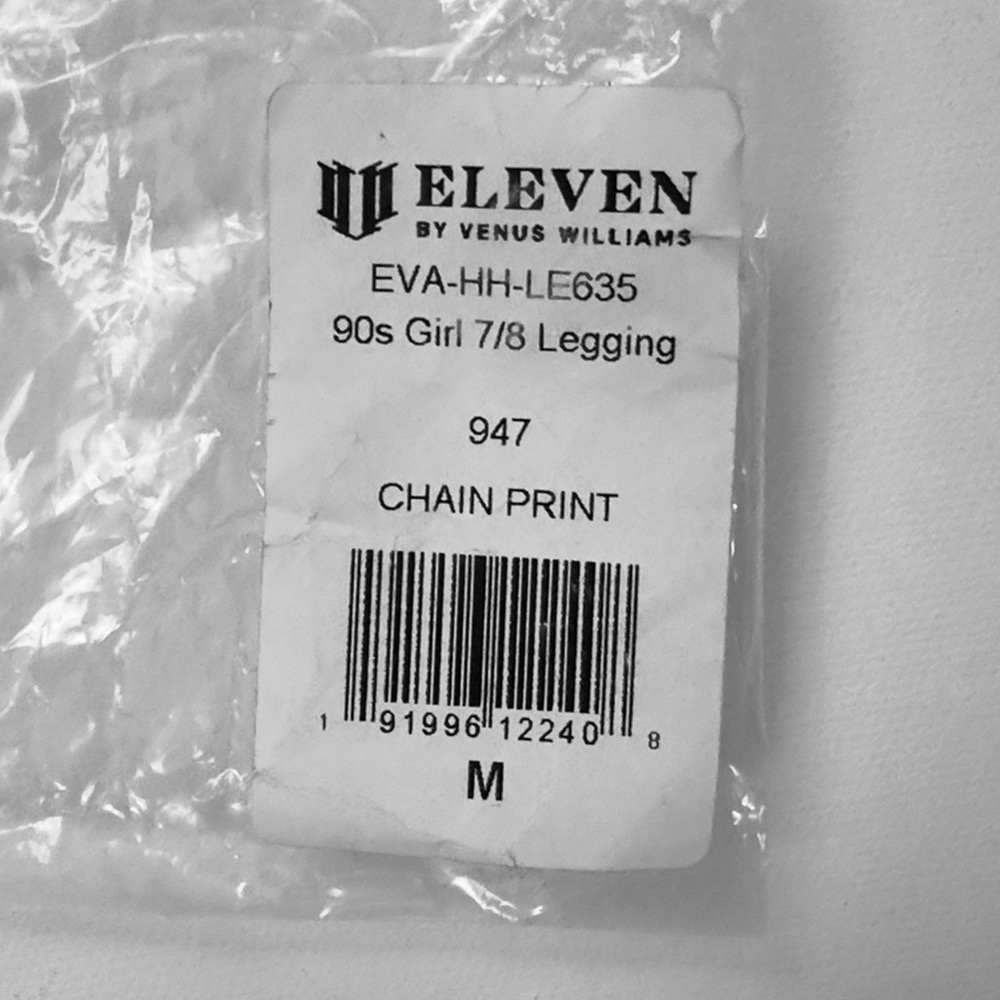 ELEVEN
BY VENUS WILLIAMS
EVA-HH-LE635
90s Girl 7/8 Legging
947
CHAIN PRINT
1 91996 12240 8
M